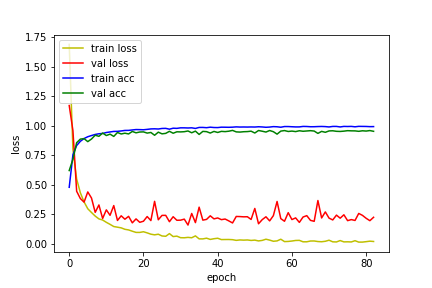 1.75
1.50
1.25
1.00
0.75
0.50
0.25
0.00
loss
train loss
val loss
train acc
val acc
0 20 40 60 80
epoch